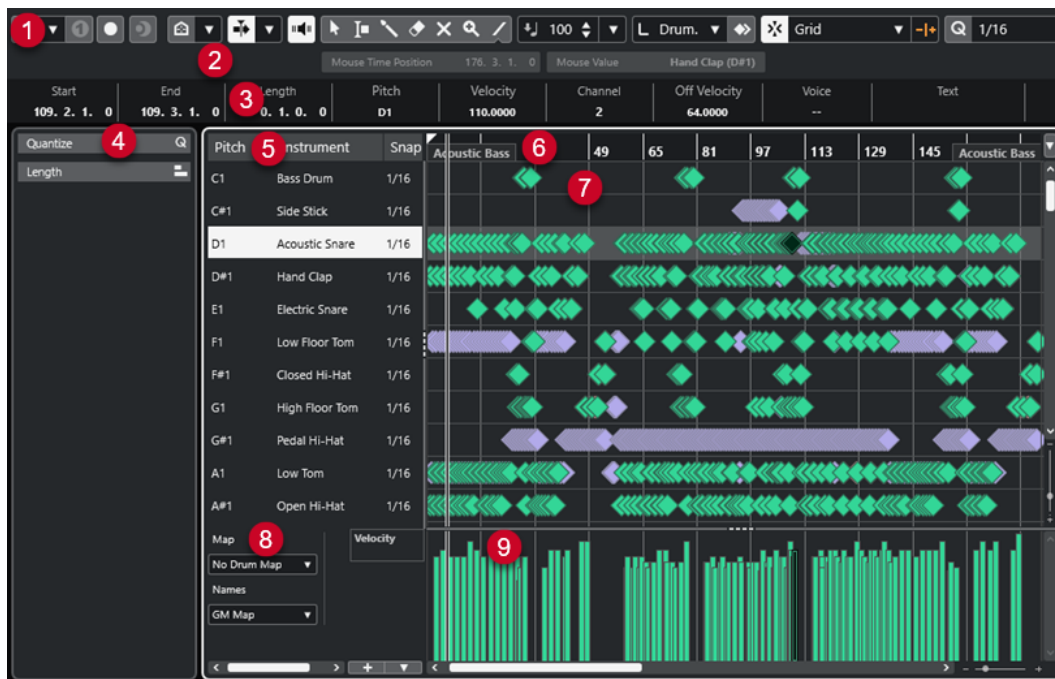 1 100 L Drum. Grid Q 1/16
2 Mouse Time Position 176. 3. 1. 0 Mouse Value Hand Clap (D#1)
Start End Length Pitch Velocity Channel Off Velocity Voice Text
109. 2. 1. 0 109. 3. 1. 0 3 0. 1. 0. 0 D1 110.0000 2 64.0000 --
Quantize 4 Q
Length
Pitch 5 Instrument Snap
Acoustic Bass 6 49 65 81 97 113 129 145 Acoustic Bass
7
C1 Bass Drum 1/16
C#1 Side Stick 1/16
D1 Acoustic Snare 1/16
D#1 Hand Clap 1/16
E1 Electric Snare 1/16
F1 Low Floor Tom 1/16
F#1 Closed Hi-Hat 1/16
G1 High Floor Tom 1/16
G#1 Pedal Hi-Hat 1/16
A1 Low Tom 1/16
A#1 Open Hi-Hat 1/16
Map 8 Velocity 9
No Drum Map
Names
GM Map